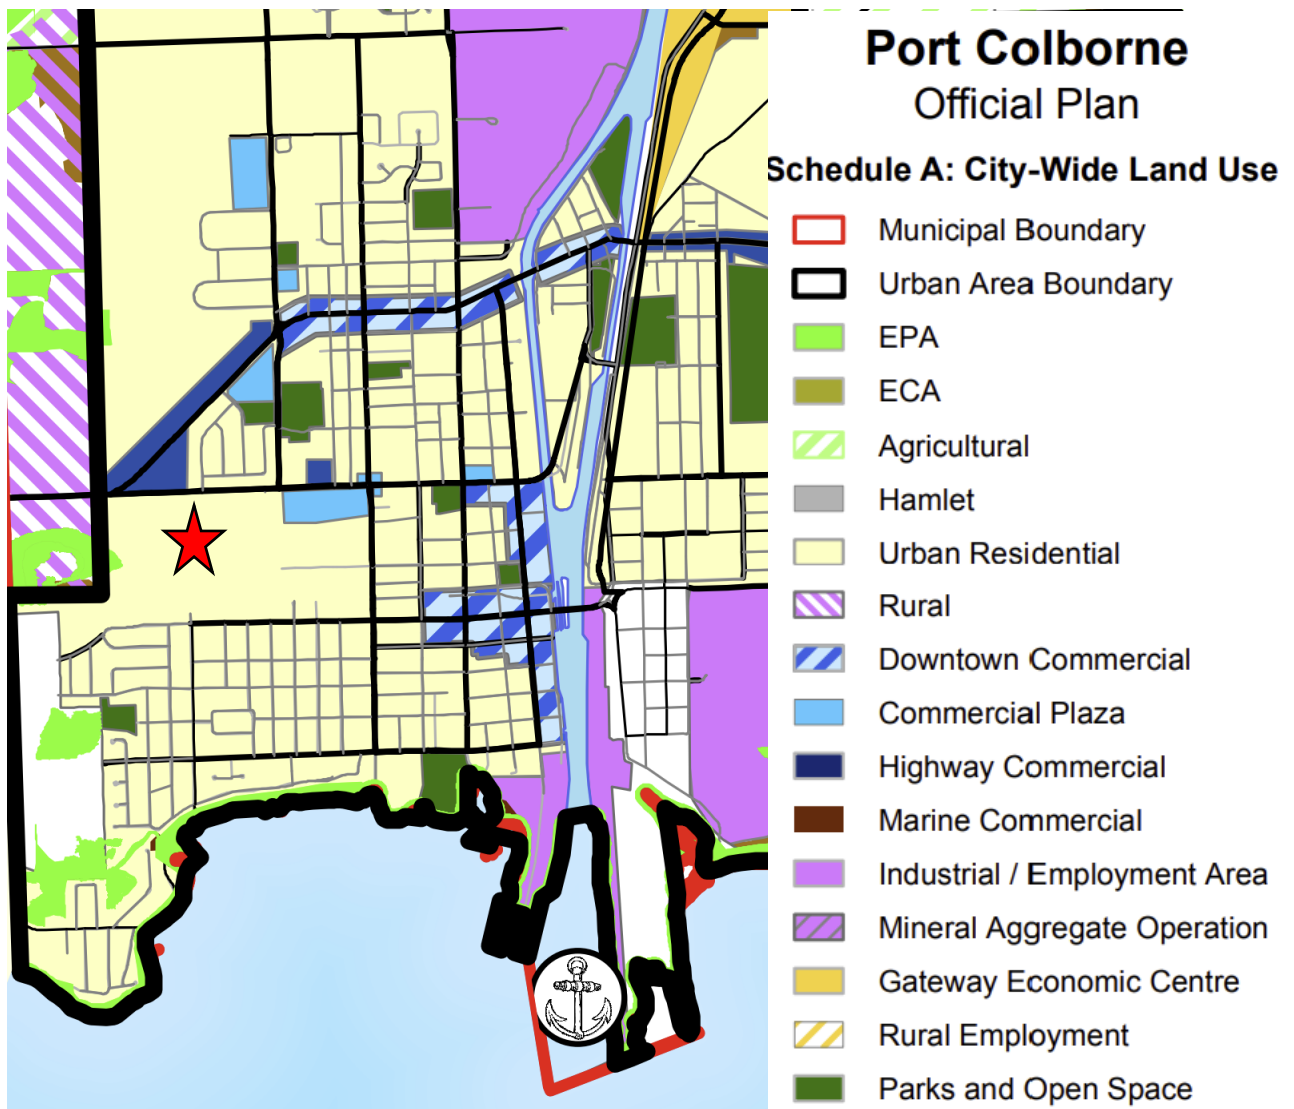 Port Colborne
Official Plan
Schedule A: City-Wide Land Use
Municipal Boundary
Urban Area Boundary
EPA
ECA
Agricultural
Hamlet
Urban Residential
Rural
Downtown Commercial
Commercial Plaza
Highway Commercial
Marine Commercial
Industrial / Employment Area
Mineral Aggregate Operation
Gateway Economic Centre
Rural Employment
Parks and Open Space